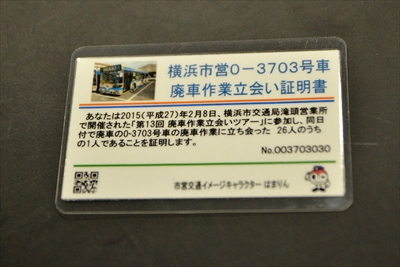 横浜市営0-3703号車
廃車作業立会い証明書
あなたは2015(平成27)年2月8日、横浜市交通局滝頭営業所
で開催された「第13回 廃車作業立会いツアー」に参加し、同日
付で廃車の0-3703号車の廃車作業に立ち会った 26人のうち
の1人であることを証明します。
No.003703030
市営交通イメージキャラクター はまりん